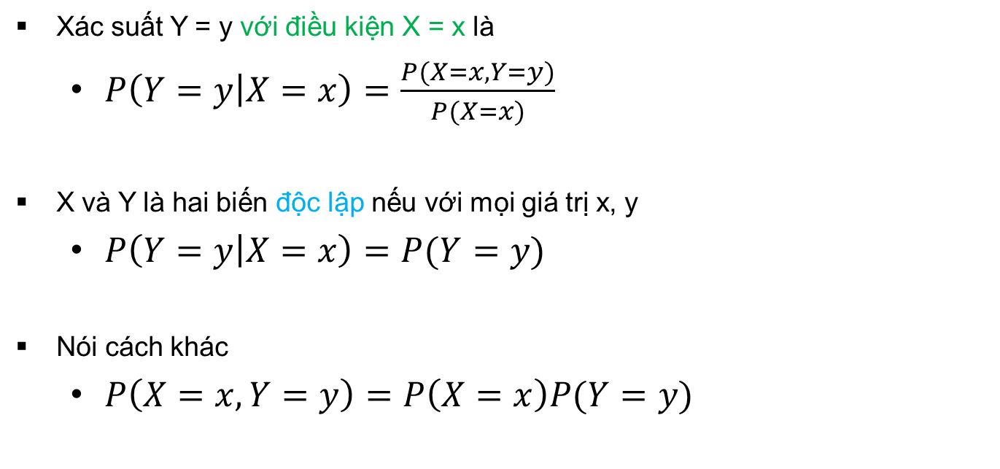 ▪ Xác suất Y = y với điều kiện X = x là
• P(Y = y|X = x) = P(X=x,Y=y) / P(X=x)
▪ X và Y là hai biến độc lập nếu với mọi giá trị x, y
• P(Y = y|X = x) = P(Y = y)
▪ Nói cách khác
• P(X = x, Y = y) = P(X = x)P(Y = y)